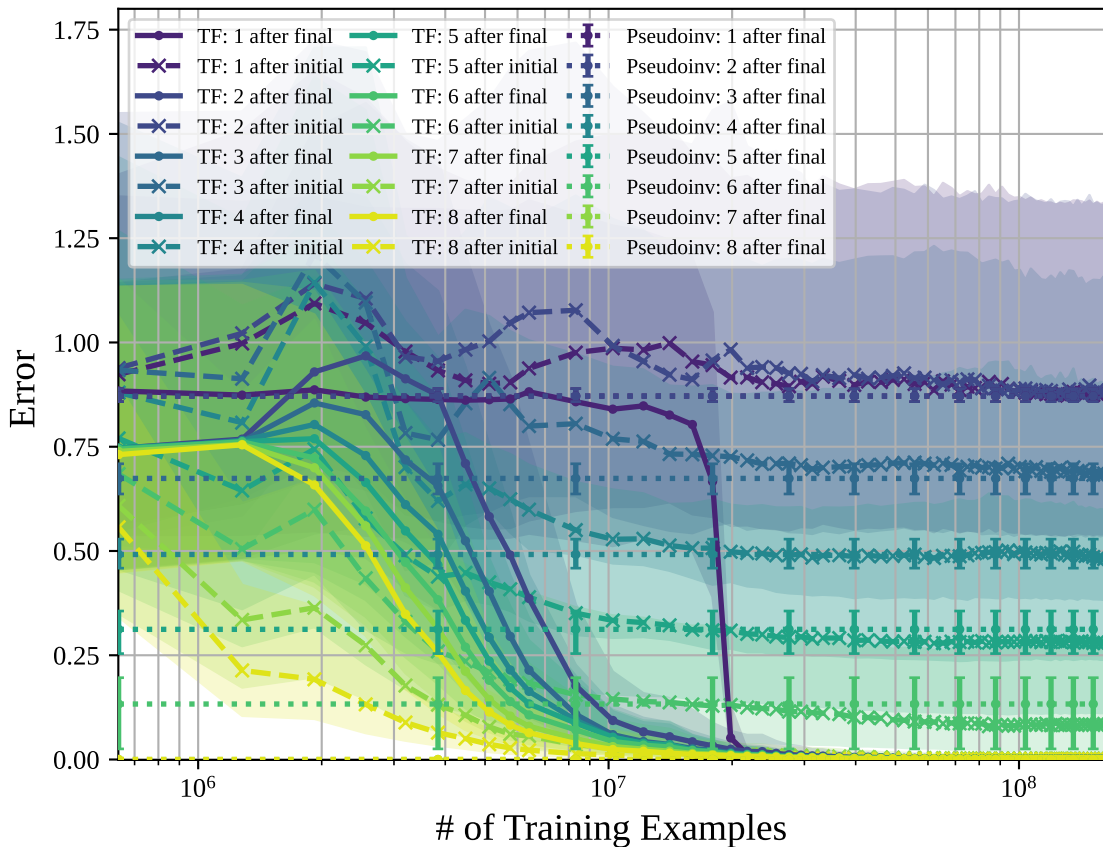 1.75
1.50
1.25
1.00
0.75
0.50
0.25
0.00
Error
TF: 1 after final
TF: 1 after initial
TF: 2 after final
TF: 2 after initial
TF: 3 after final
TF: 3 after initial
TF: 4 after final
TF: 4 after initial
TF: 5 after final
TF: 5 after initial
TF: 6 after final
TF: 6 after initial
TF: 7 after final
TF: 7 after initial
TF: 8 after final
TF: 8 after initial
Pseudoinv: 1 after final
Pseudoinv: 2 after final
Pseudoinv: 3 after final
Pseudoinv: 4 after final
Pseudoinv: 5 after final
Pseudoinv: 6 after final
Pseudoinv: 7 after final
Pseudoinv: 8 after final
10⁶ 10⁷ 10⁸
# of Training Examples